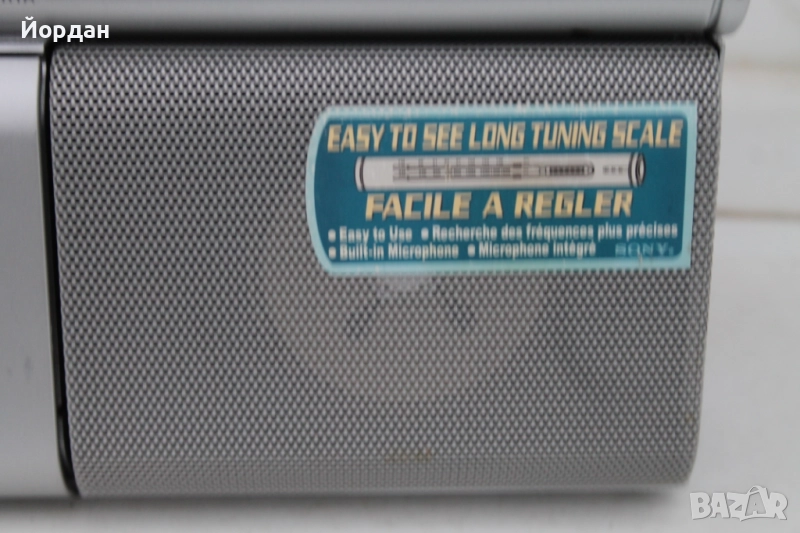 Йордан
EASY TO SEE LONG TUNING SCALE
FACILE A REGLER
• Easy to Use • Recherche des fréquences plus précises
• Built-in Microphone • Microphone intégré SONY
BAZAR